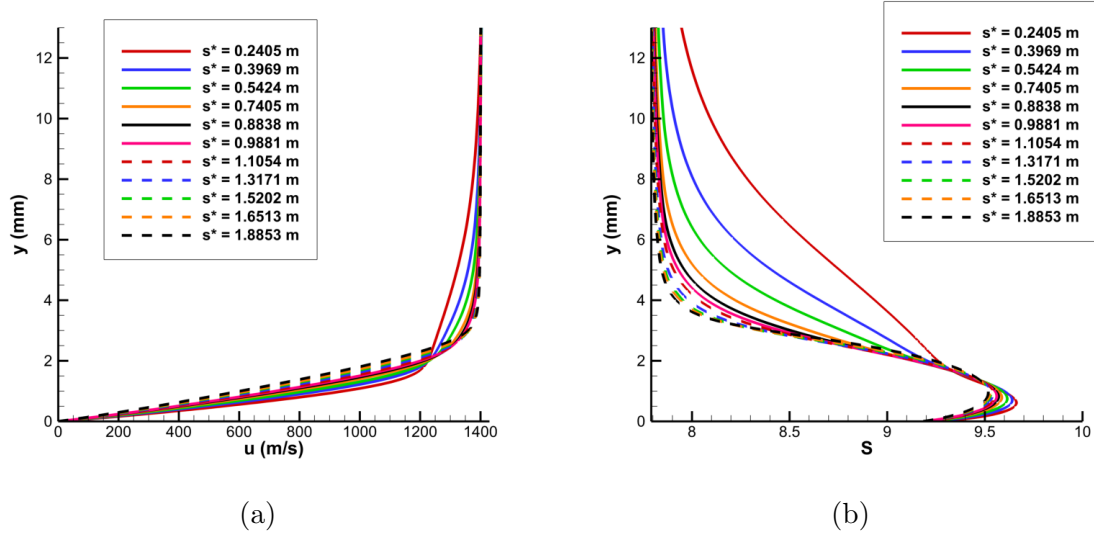 s* = 0.2405 m
s* = 0.3969 m
s* = 0.5424 m
s* = 0.7405 m
s* = 0.8838 m
s* = 0.9881 m
s* = 1.1054 m
s* = 1.3171 m
s* = 1.5202 m
s* = 1.6513 m
s* = 1.8853 m
y (mm)
12
10
8
6
4
2
0
0 200 400 600 800 1000 1200 1400
u (m/s)
(a)
s* = 0.2405 m
s* = 0.3969 m
s* = 0.5424 m
s* = 0.7405 m
s* = 0.8838 m
s* = 0.9881 m
s* = 1.1054 m
s* = 1.3171 m
s* = 1.5202 m
s* = 1.6513 m
s* = 1.8853 m
y (mm)
12
10
8
6
4
2
0
8 8.5 9 9.5 10
S
(b)